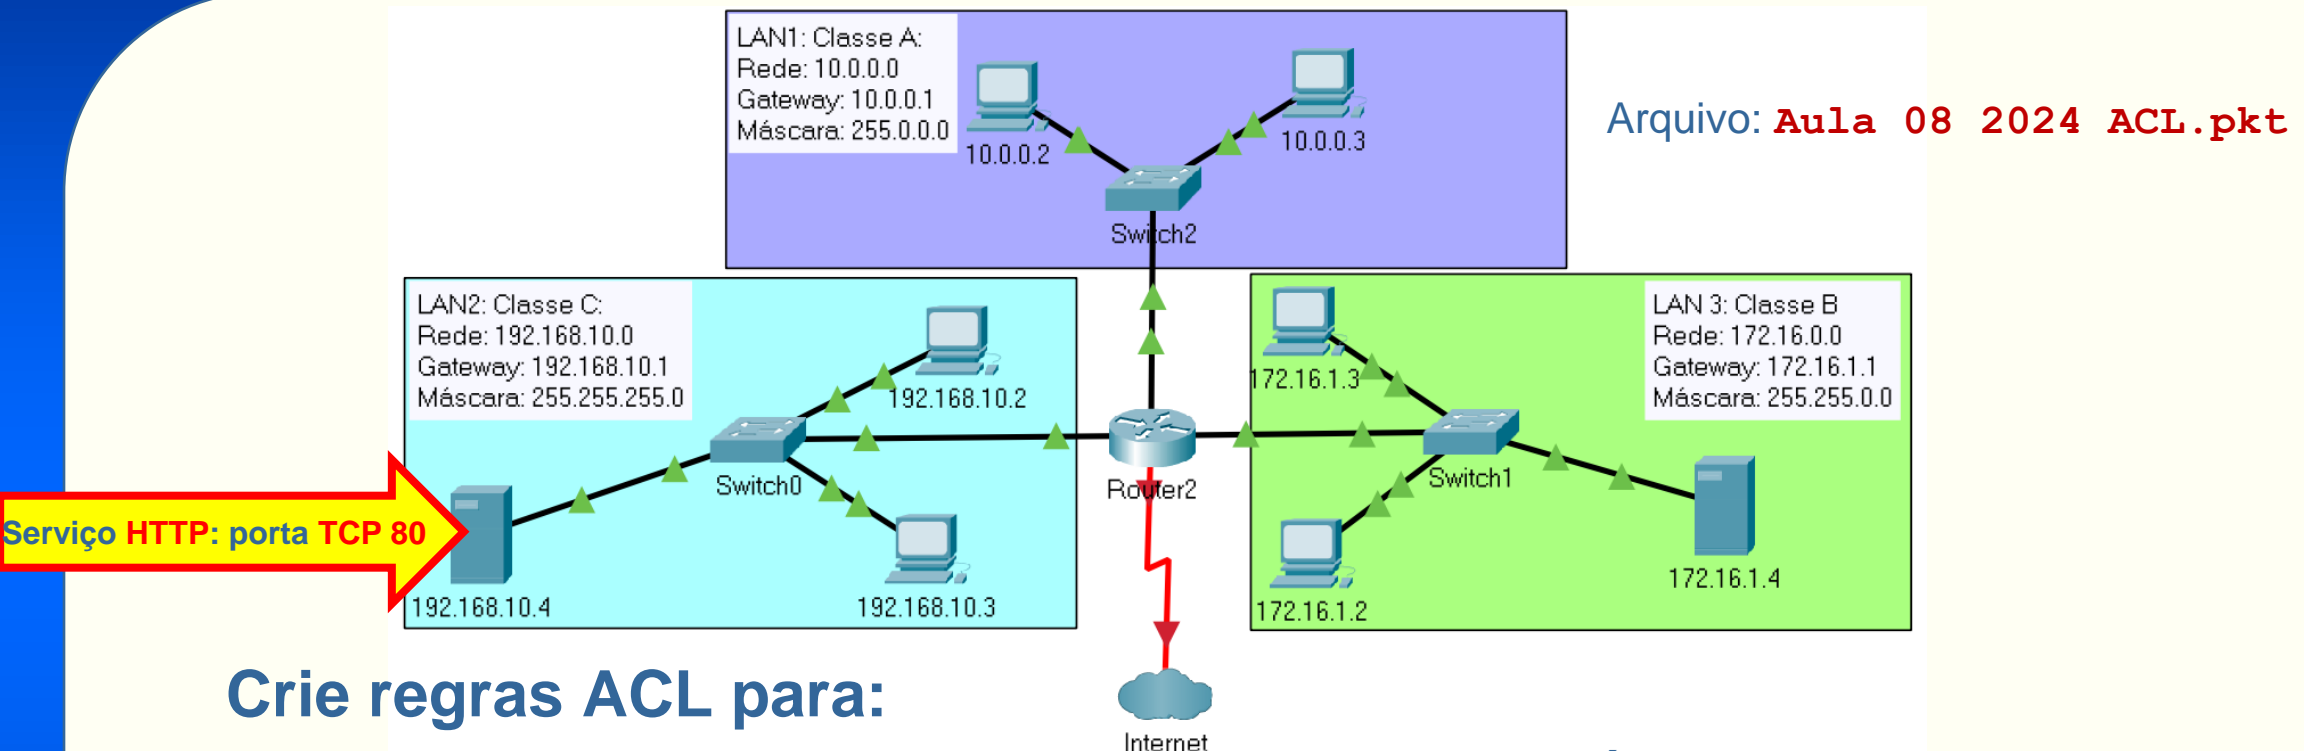 LAN1: Classe A:
Rede: 10.0.0.0
Gateway: 10.0.0.1
Máscara: 255.0.0.0
10.0.0.2
10.0.0.3
Switch2
Arquivo: Aula 08 2024 ACL.pkt
LAN2: Classe C:
Rede: 192.168.10.0
Gateway: 192.168.10.1
Máscara: 255.255.255.0
192.168.10.2
Switch0
192.168.10.4
192.168.10.3
Serviço HTTP: porta TCP 80
Router2
LAN 3: Classe B
Rede: 172.16.0.0
Gateway: 172.16.1.1
Máscara: 255.255.0.0
172.16.1.3
Switch1
172.16.1.2
172.16.1.4
Crie regras ACL para:
Internet